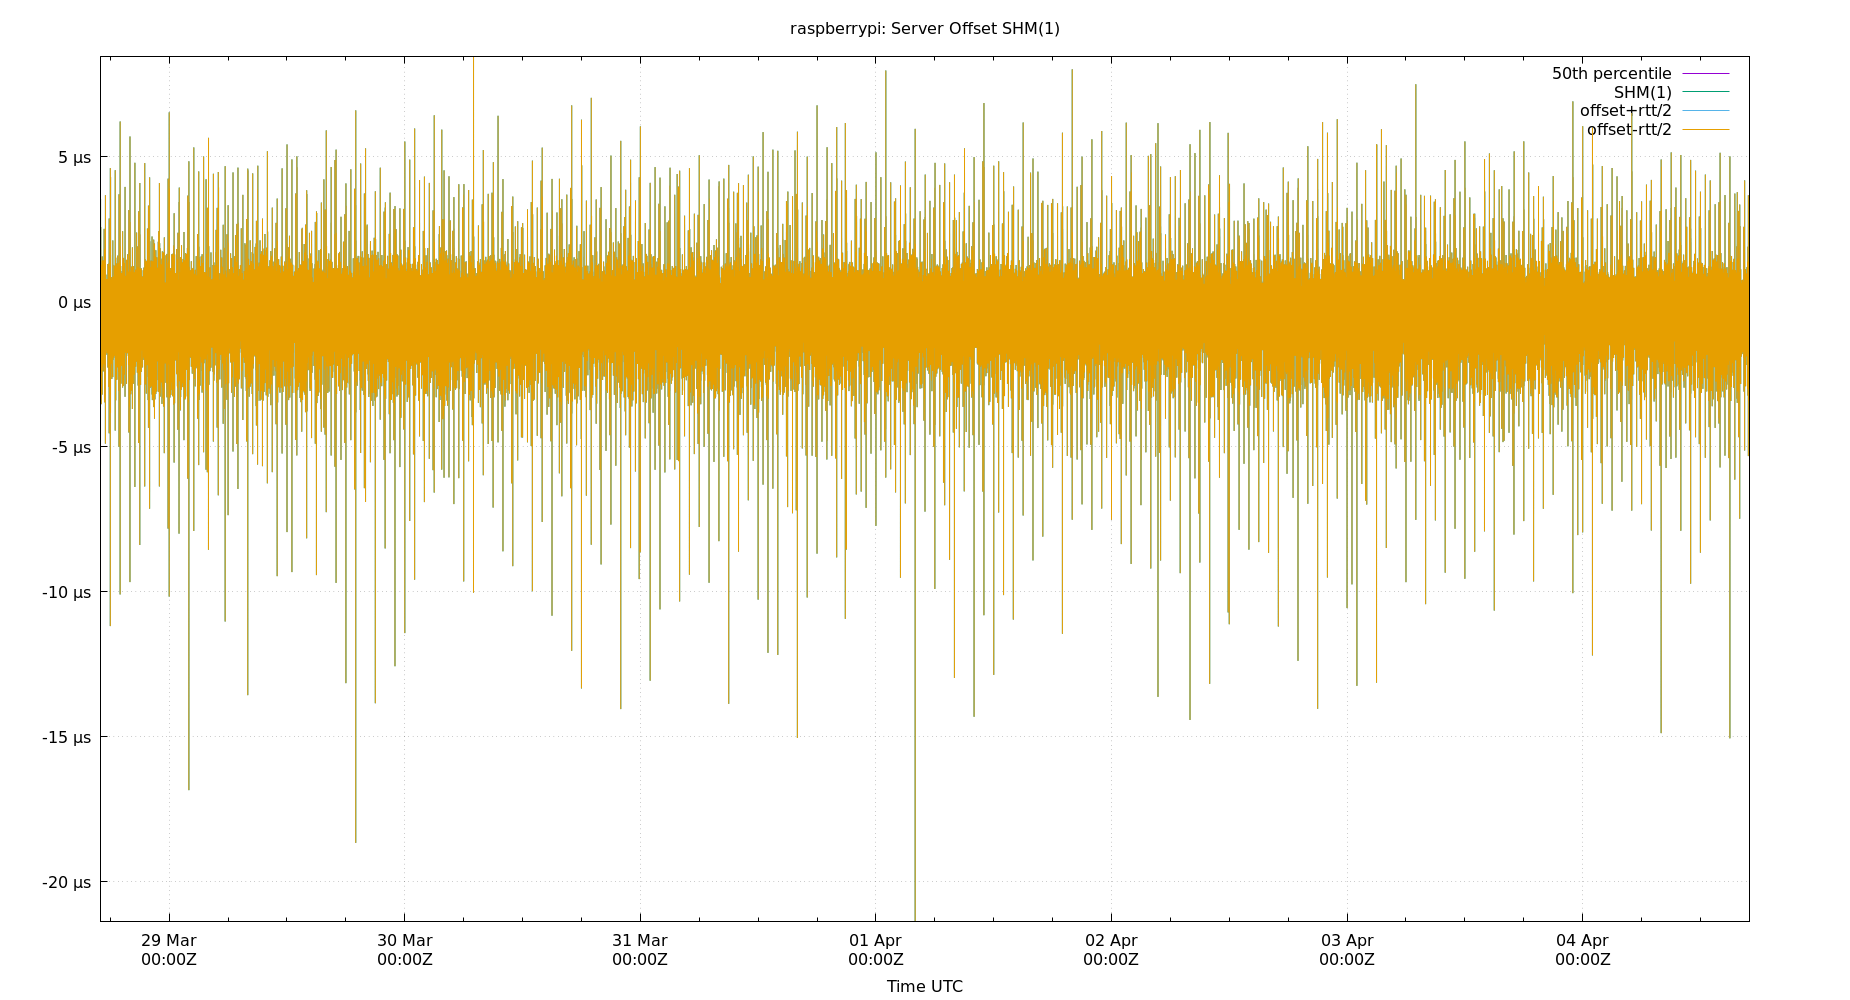 raspberrypi: Server Offset SHM(1)
50th percentile
SHM(1)
offset+rtt/2
offset-rtt/2
5 µs
0 µs
-5 µs
-10 µs
-15 µs
-20 µs
29 Mar 30 Mar 31 Mar 01 Apr 02 Apr 03 Apr 04 Apr
00:00Z 00:00Z 00:00Z 00:00Z 00:00Z 00:00Z 00:00Z
Time UTC